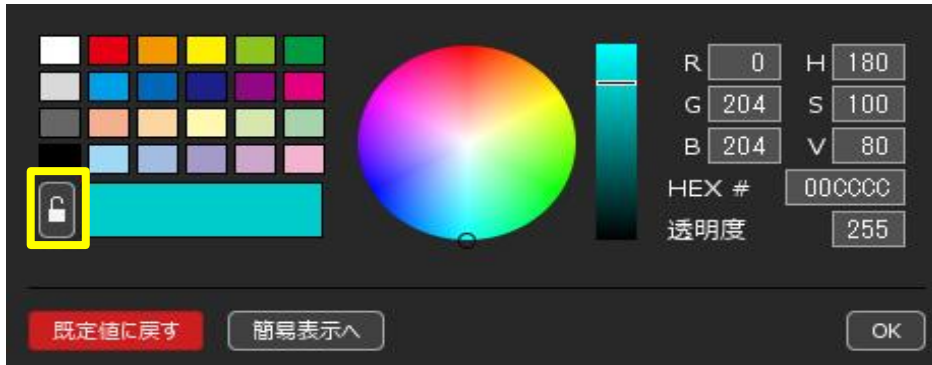 R 0 H 180
G 204 S 100
B 204 V 80
HEX # 00CCCC
透明度 255
既定値に戻す 簡易表示へ OK